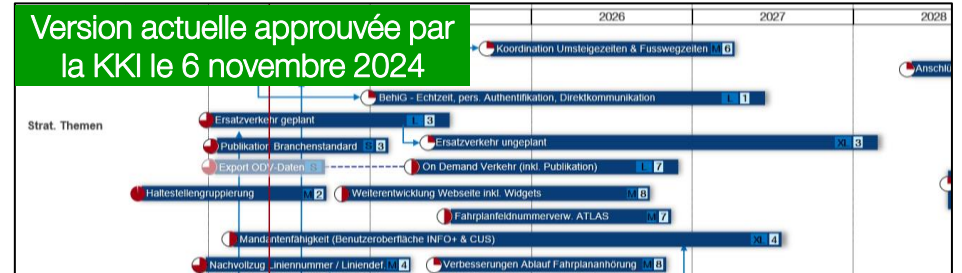 Version actuelle approuvée par
la KKI le 6 novembre 2024
2026 2027 2028
Koordination Umsteigezeiten & Fusswegzeiten M 6
Anschlü
BehiG - Echtzeit, pers. Authentifikation, Direktkommunikation L 1
Strat. Themen
Ersatzverkehr geplant L 3
Publikation Branchenstandard S 3
Ersatzverkehr ungeplant XL 3
Export ODV-Daten S
On Demand Verkehr (inkl. Publikation) L 7
Haltestellengruppierung M 2
Weiterentwicklung Webseite inkl. Widgets M 8
Fahrplanfeldnummerverw. ATLAS M 7
Mandantenfähigkeit (Benutzeroberfläche INFO+ & CUS) XL 4
Nachvollzug Liniennummer / Liniendef. M 4
Verbesserungen Ablauf Fahrplananhörung M 8